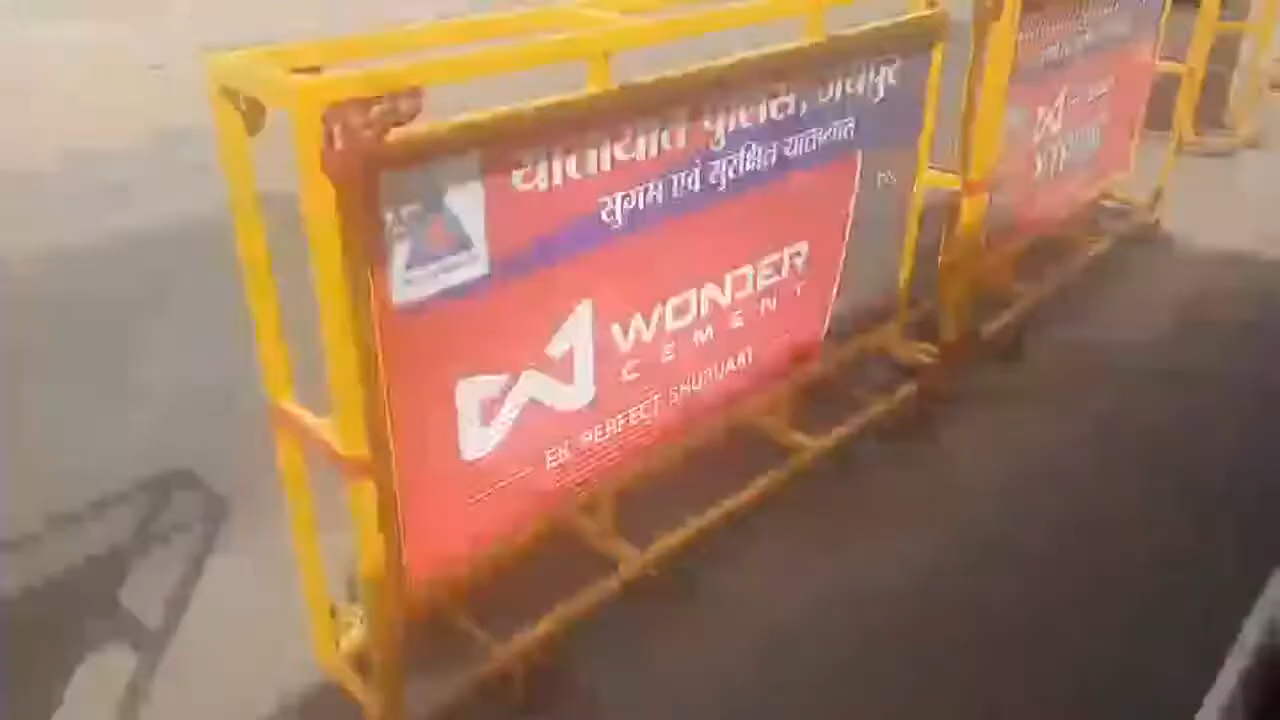 यातायात पुलिस, जयपुर
सुगम एवं सुरक्षित यातायात
WONDER
CEMENT
EK PERFECT SHURUAAT